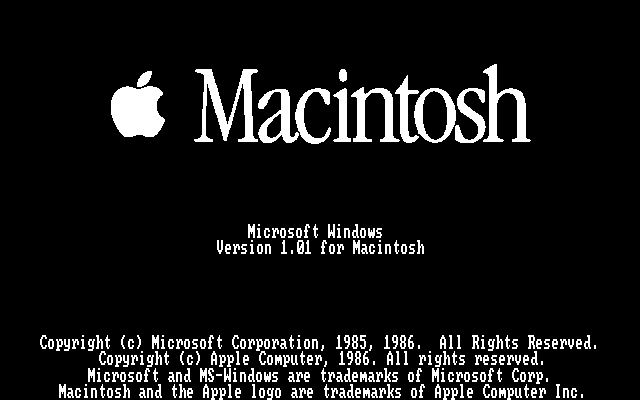 Macintosh
Microsoft Windows
Version 1.01 for Macintosh
Copyright (c) Microsoft Corporation, 1985, 1986.  All Rights Reserved.
Copyright (c) Apple Computer, 1986. All rights reserved.
Microsoft and MS-Windows are trademarks of Microsoft Corp.
Macintosh and the Apple logo are trademarks of Apple Computer Inc.